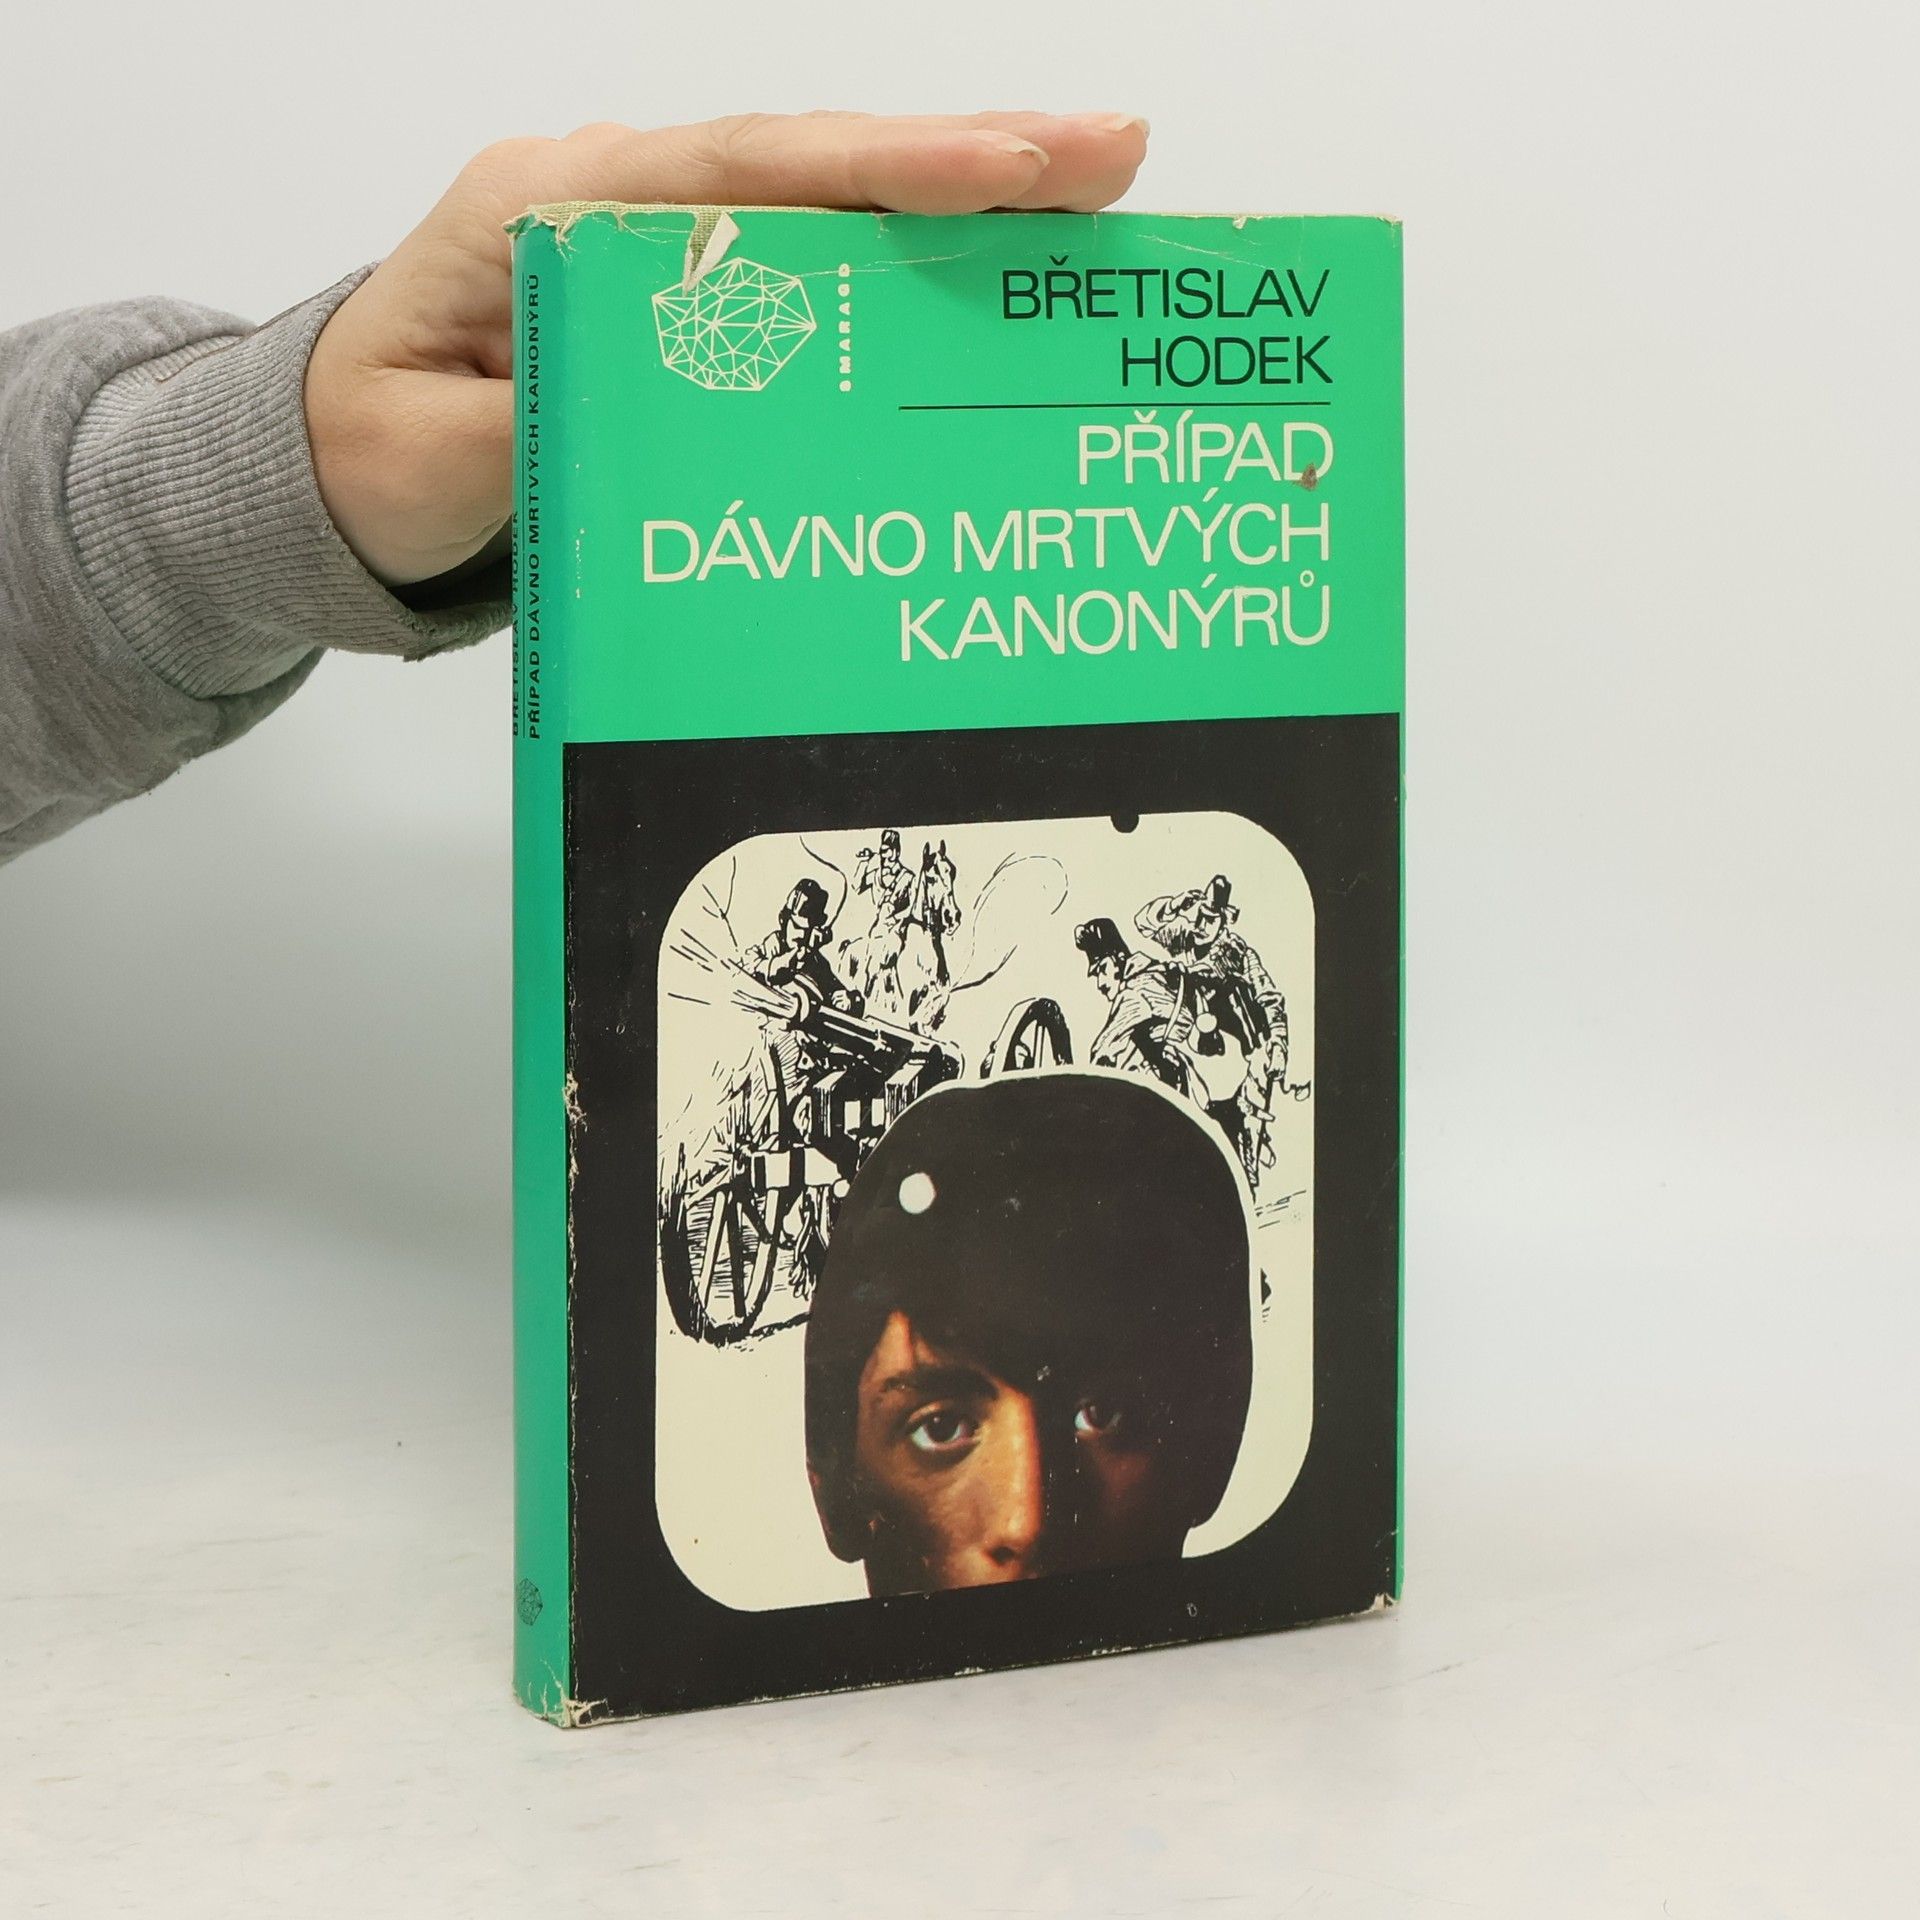 SMARAGD
BŘETISLAV
HODEK
PŘÍPAD
DÁVNO MRTVÝCH
KANONÝRŮ
BŘETISLAV HODEK
PŘÍPAD DÁVNO MRTVÝCH KANONÝRŮ